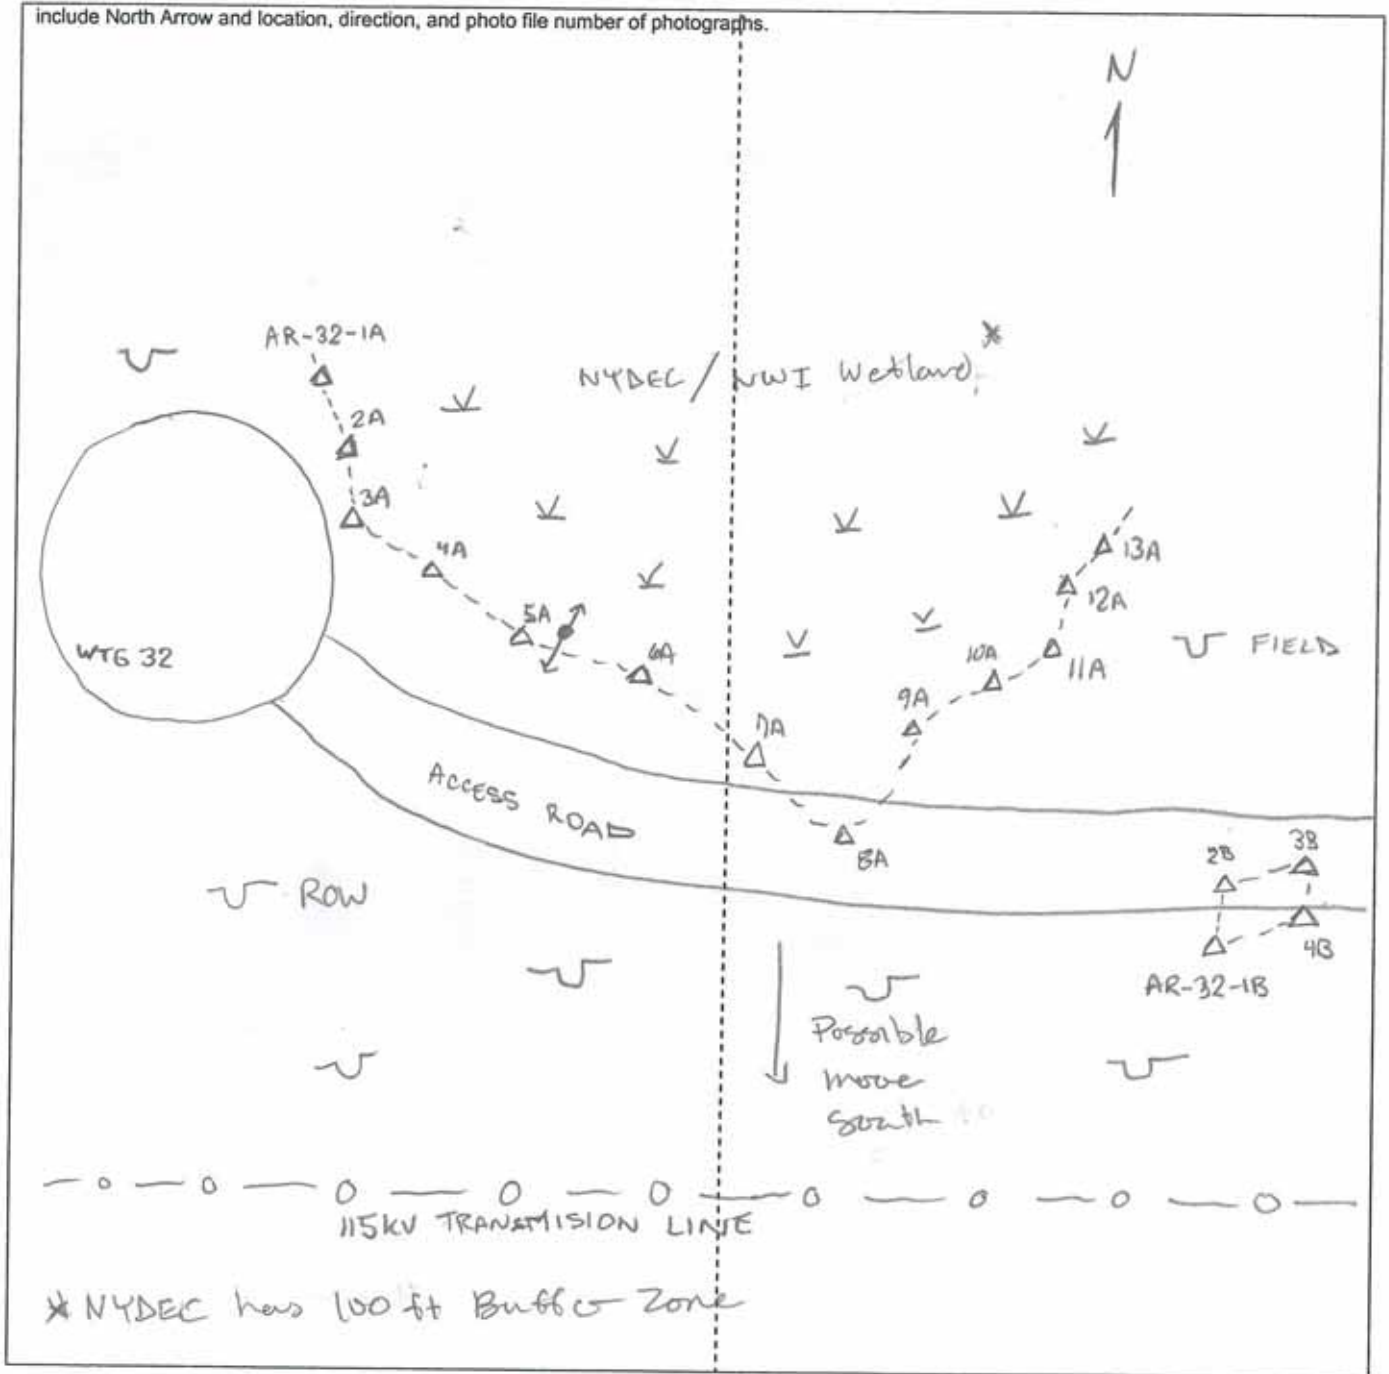 include North Arrow and location, direction, and photo file number of photographs.
N
AR-32-1A
NYDEC / NWI Wetland *
2A
3A
4A
5A
6A
7A
8A
9A
10A
11A
12A
13A
FIELD
WTG 32
ACCESS ROAD
ROW
2B
3B
4B
AR-32-1B
Possible
move
South
115KV TRANSMISION LINE
* NYDEC has 100 ft Buffer Zone